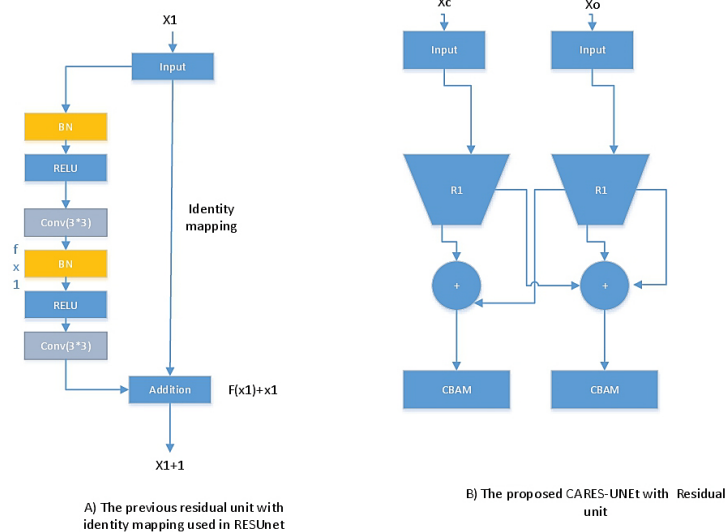 X1
Input
BN
RELU
Conv(3*3)
f
x
1
BN
RELU
Conv(3*3)
Identity
mapping
Addition
F(x1)+x1
X1+1
A) The previous residual unit with
identity mapping used in RESUnet
Xc
Xo
Input
Input
R1
R1
+
+
CBAM
CBAM
B) The proposed CARES-UNEt with Residual
unit